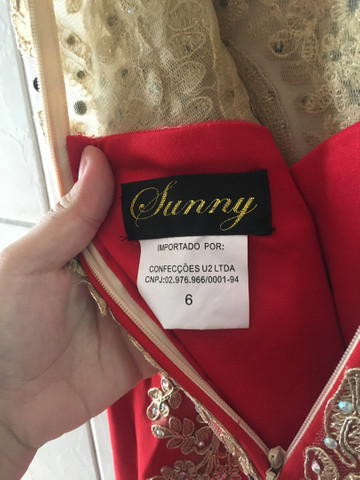 Sunny
IMPORTADO POR:
CONFECÇÕES U2 LTDA
CNPJ:02.976.966/0001-94
6